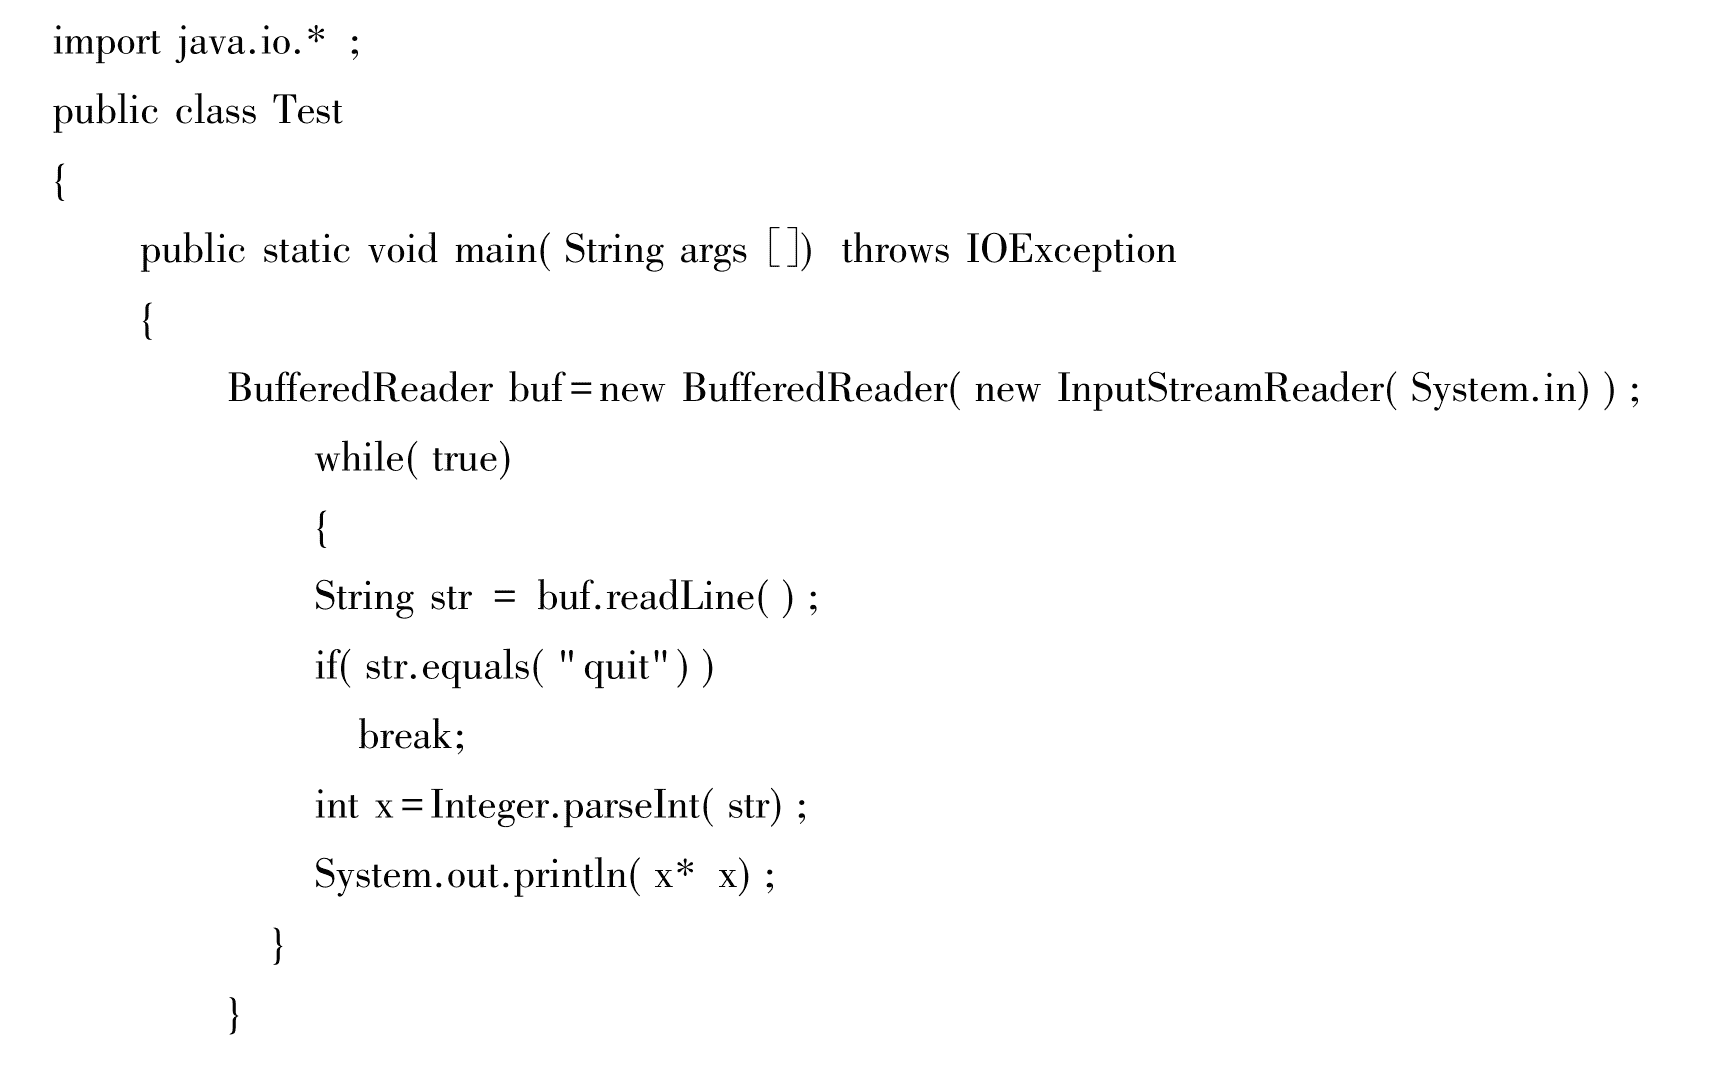 import java.io.* ;
public class Test
{
public static void main( String args []) throws IOException
{
BufferedReader buf=new BufferedReader( new InputStreamReader( System.in) ) ;
while( true)
{
String str = buf.readLine( ) ;
if( str.equals( "quit") )
break;
int x=Integer.parseInt( str) ;
System.out.println( x* x) ;
}
}